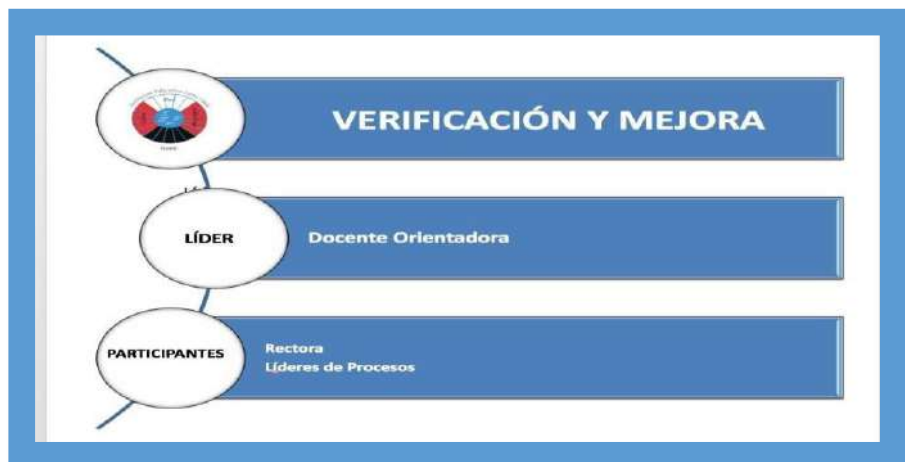 VERIFICACIÓN Y MEJORA
LÍDER
Docente Orientadora
PARTICIPANTES
Rectora
Líderes de Procesos